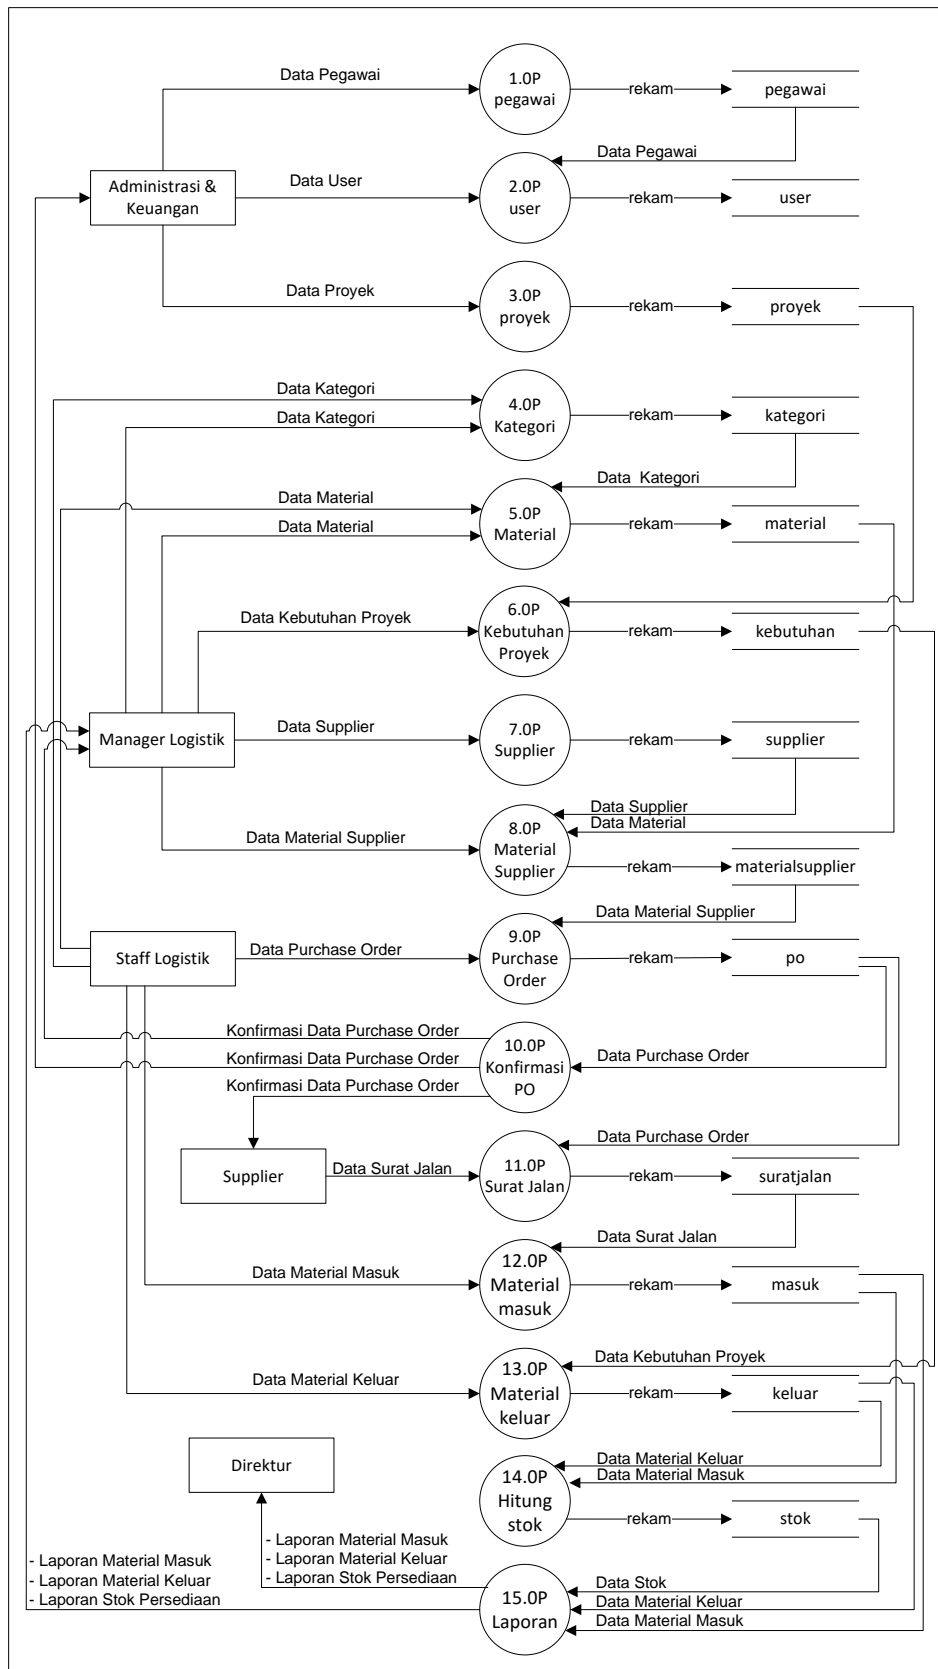 Data Pegawai
1.0P
pegawai
rekam
pegawai
Data Pegawai
Administrasi &
Keuangan
Data User
2.0P
user
rekam
user
Data Proyek
3.0P
proyek
rekam
proyek
Data Kategori
Data Kategori
4.0P
Kategori
rekam
kategori
Data  Kategori
Data Material
Data Material
5.0P
Material
rekam
material
Data Kebutuhan Proyek
6.0P
Kebutuhan
Proyek
rekam
kebutuhan
Manager Logistik
Data Supplier
7.0P
Supplier
rekam
supplier
Data Supplier
Data Material
Data Material Supplier
8.0P
Material
Supplier
rekam
materialsupplier
Data Material Supplier
Staff Logistik
Data Purchase Order
9.0P
Purchase
Order
rekam
po
Konfirmasi Data Purchase Order
Konfirmasi Data Purchase Order
Konfirmasi Data Purchase Order
10.0P
Konfirmasi
PO
Data Purchase Order
Data Purchase Order
Supplier
Data Surat Jalan
11.0P
Surat Jalan
rekam
suratjalan
Data Surat Jalan
Data Material Masuk
12.0P
Material
masuk
rekam
masuk
Data Kebutuhan Proyek
Data Material Keluar
13.0P
Material
keluar
rekam
keluar
Direktur
Data Material Keluar
Data Material Masuk
14.0P
Hitung
stok
rekam
stok
- Laporan Material Masuk
- Laporan Material Keluar
- Laporan Stok Persediaan
- Laporan Material Masuk
- Laporan Material Keluar
- Laporan Stok Persediaan
15.0P
Laporan
Data Stok
Data Material Keluar
Data Material Masuk